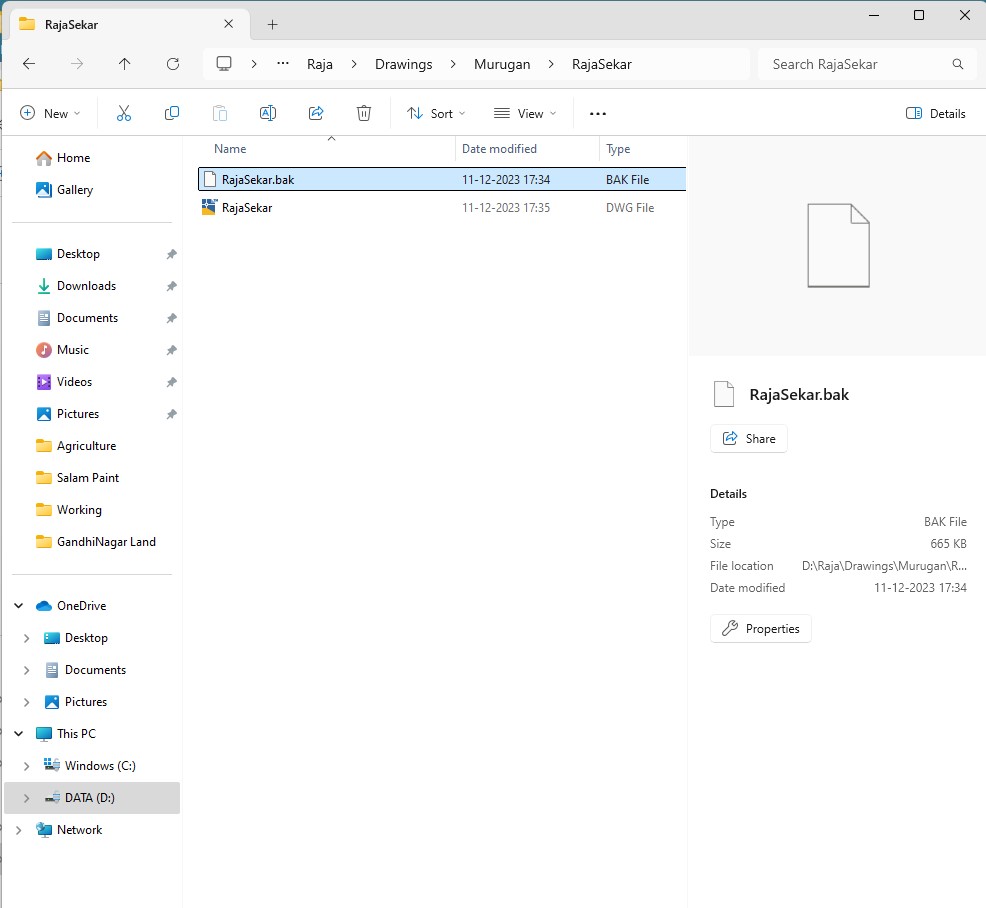 RajaSekar
Raja > Drawings > Murugan > RajaSekar
Search RajaSekar
New
Sort
View
Details
Home
Gallery
Desktop
Downloads
Documents
Music
Videos
Pictures
Agriculture
Salam Paint
Working
GandhiNagar Land
OneDrive
Desktop
Documents
Pictures
This PC
Windows (C:)
DATA (D:)
Network
Name Date modified Type
RajaSekar.bak 11-12-2023 17:34 BAK File
RajaSekar 11-12-2023 17:35 DWG File
RajaSekar.bak
Share
Details
Type BAK File
Size 665 KB
File location D:\Raja\Drawings\Murugan\R...
Date modified 11-12-2023 17:34
Properties